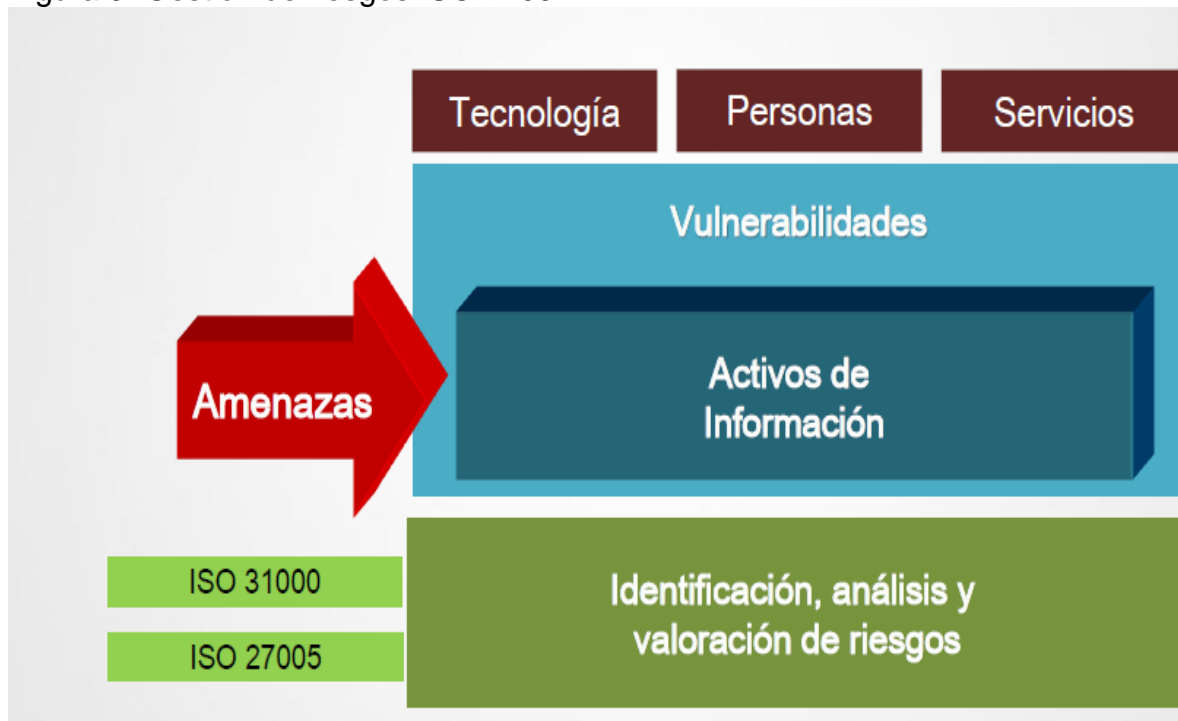 Tecnología Personas Servicios
Vulnerabilidades
Activos de
Información
Amenazas
ISO 31000
ISO 27005
Identificación, análisis y
valoración de riesgos